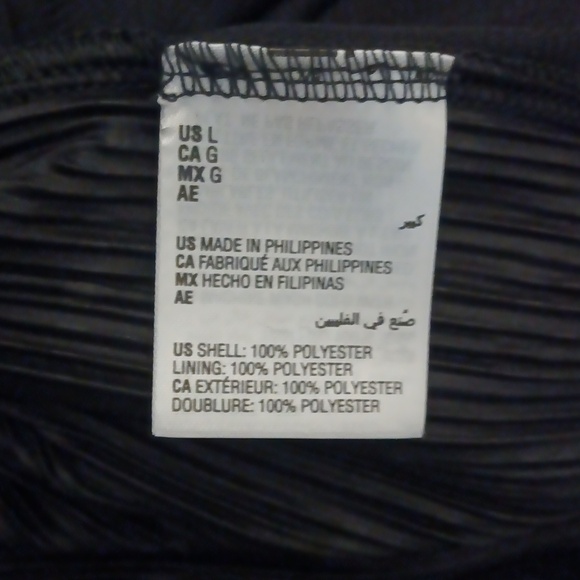 US L
CA G
MX G
AE
كبير
US MADE IN PHILIPPINES
CA FABRIQUÉ AUX PHILIPPINES
MX HECHO EN FILIPINAS
AE
صُنع في الفلبين
US SHELL: 100% POLYESTER
LINING: 100% POLYESTER
CA EXTÉRIEUR: 100% POLYESTER
DOUBLURE: 100% POLYESTER